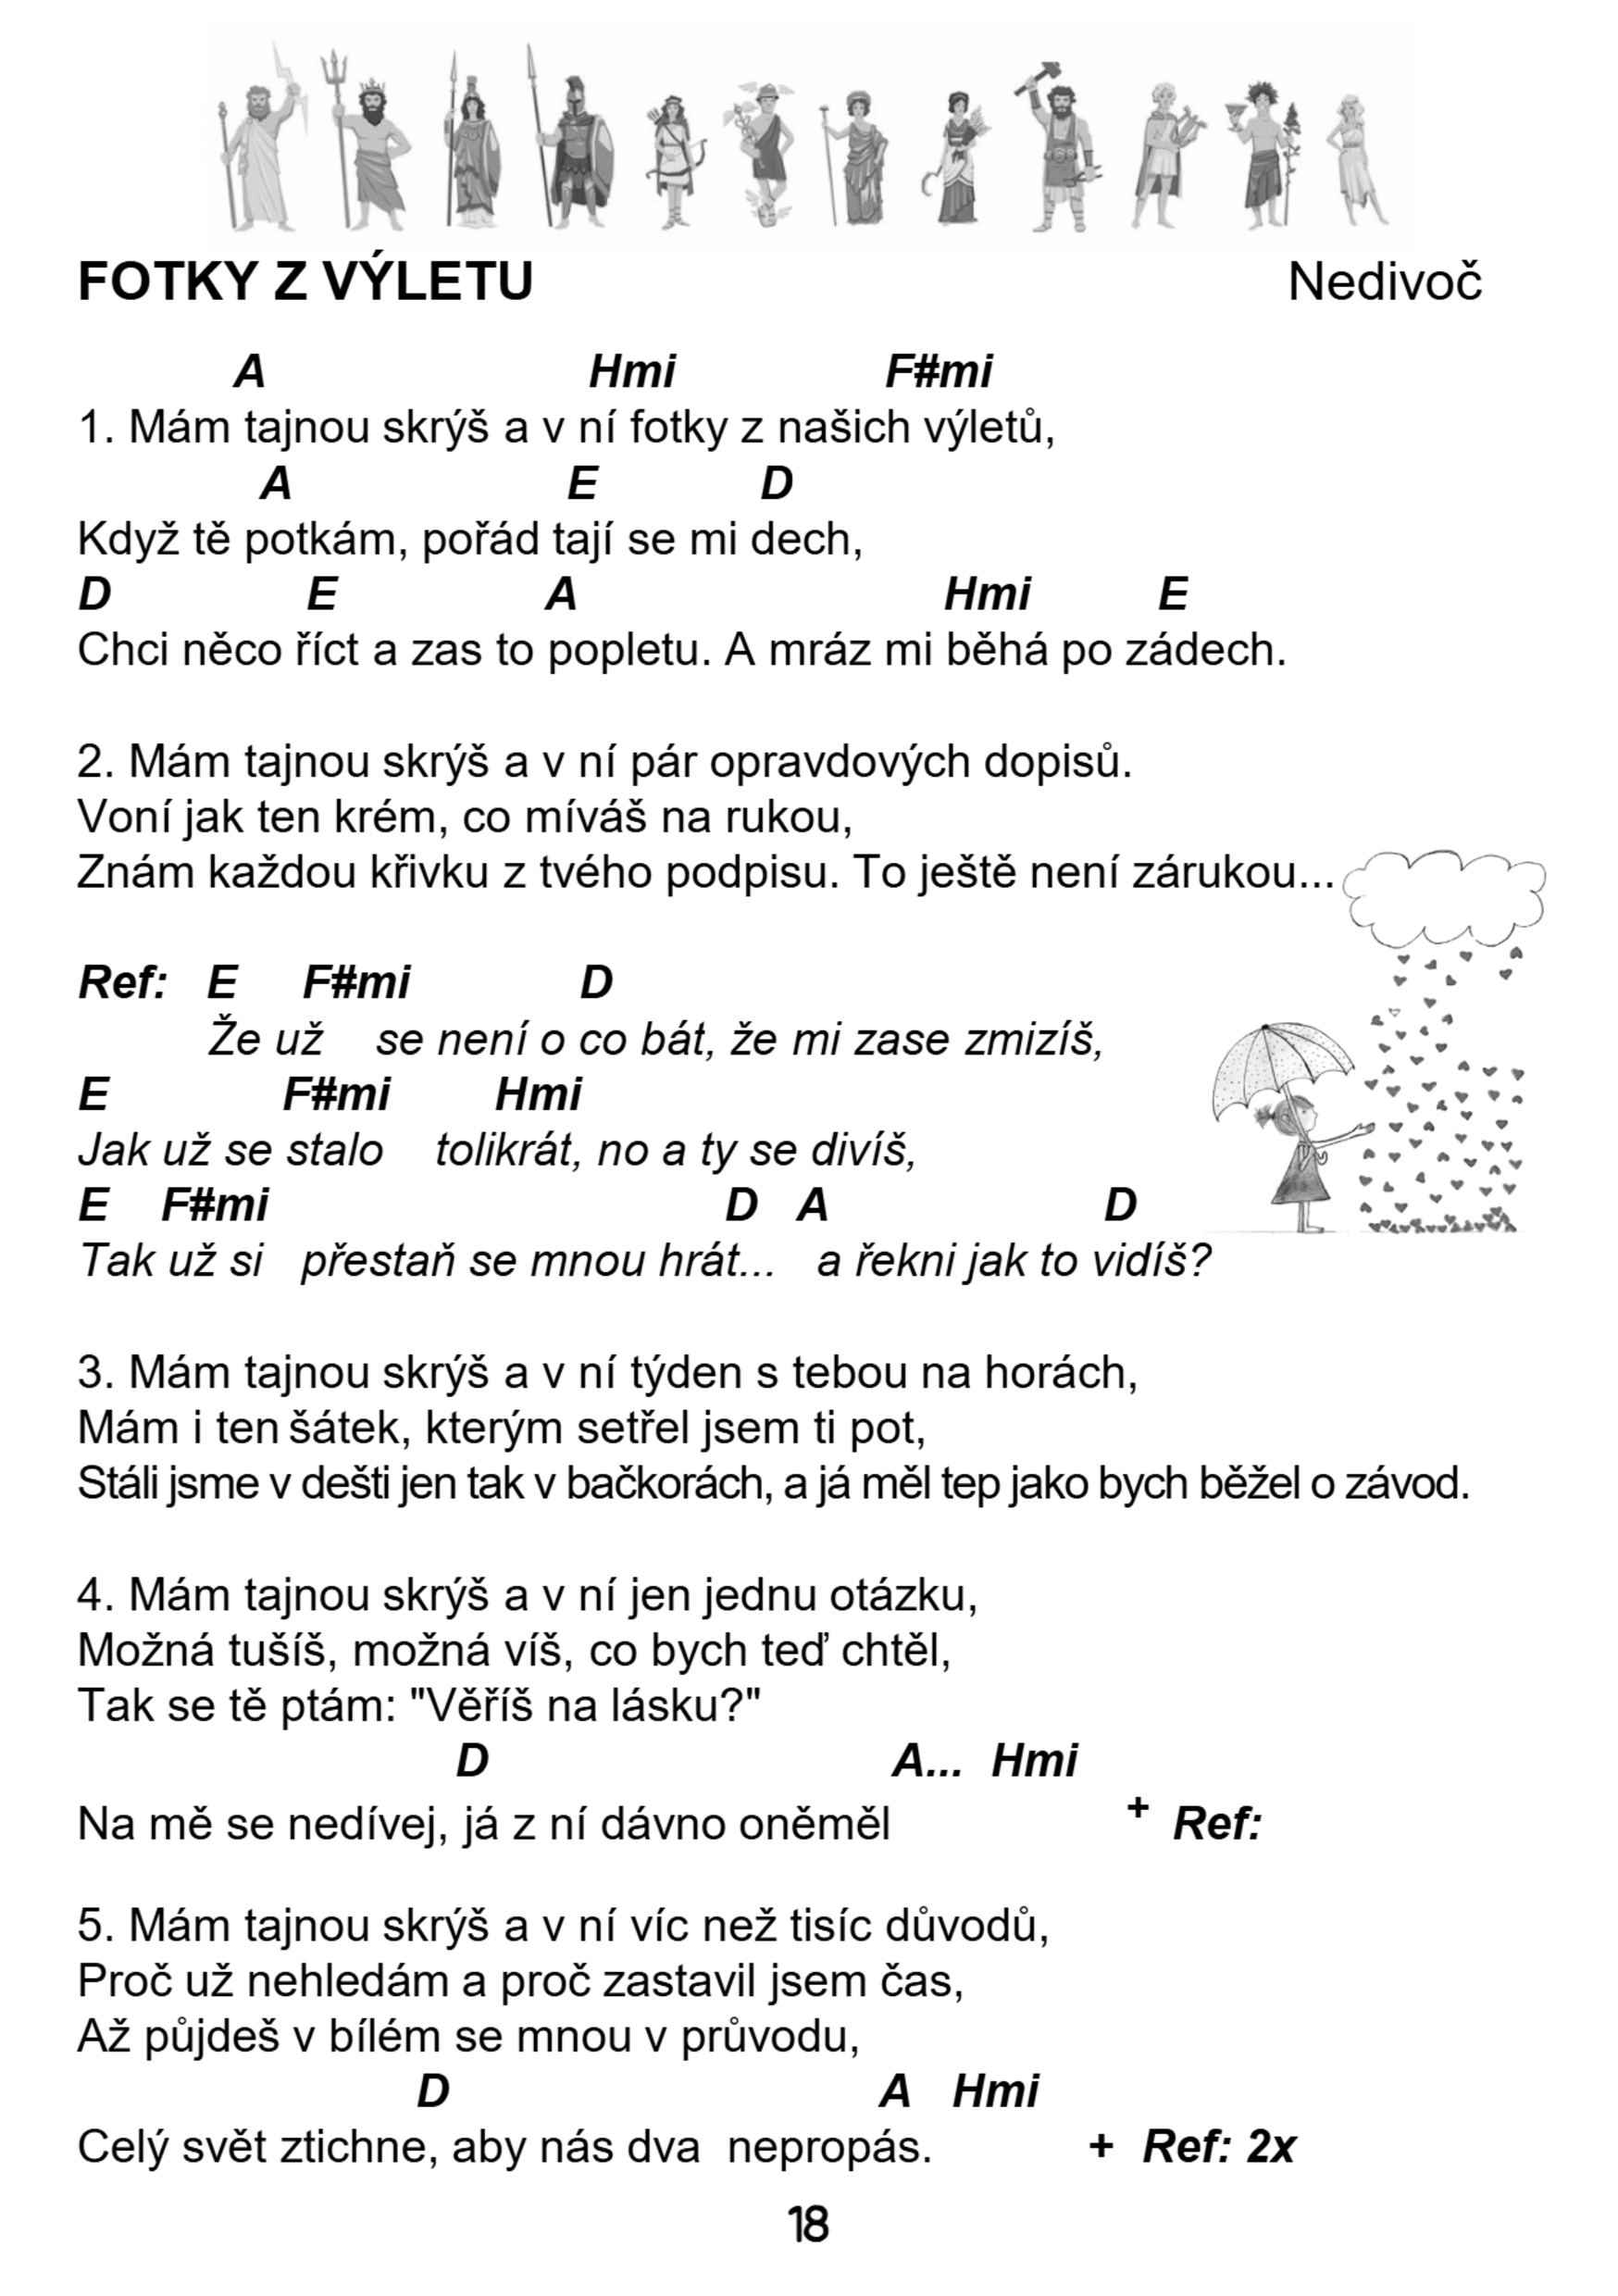 FOTKY Z VÝLETU Nedivoč
A Hmi F#mi
1. Mám tajnou skrýš a v ní fotky z našich výletů,
A E D
Když tě potkám, pořád tají se mi dech,
D E A Hmi E
Chci něco říct a zas to popletu. A mráz mi běhá po zádech.
2. Mám tajnou skrýš a v ní pár opravdových dopisů.
Voní jak ten krém, co míváš na rukou,
Znám každou křivku z tvého podpisu. To ještě není zárukou...
Ref: E F#mi D
Že už se není o co bát, že mi zase zmizíš,
E F#mi Hmi
Jak už se stalo tolikrát, no a ty se divíš,
E F#mi D A D
Tak už si přestaň se mnou hrát... a řekni jak to vidíš?
3. Mám tajnou skrýš a v ní týden s tebou na horách,
Mám i ten šátek, kterým setřel jsem ti pot,
Stáli jsme v dešti jen tak v bačkorách, a já měl tep jako bych běžel o závod.
4. Mám tajnou skrýš a v ní jen jednu otázku,
Možná tušíš, možná víš, co bych teď chtěl,
Tak se tě ptám: "Věříš na lásku?"
D A... Hmi
Na mě se nedívej, já z ní dávno oněměl + Ref:
5. Mám tajnou skrýš a v ní víc než tisíc důvodů,
Proč už nehledám a proč zastavil jsem čas,
Až půjdeš v bílém se mnou v průvodu,
D A Hmi
Celý svět ztichne, aby nás dva nepropás. + Ref: 2x
18